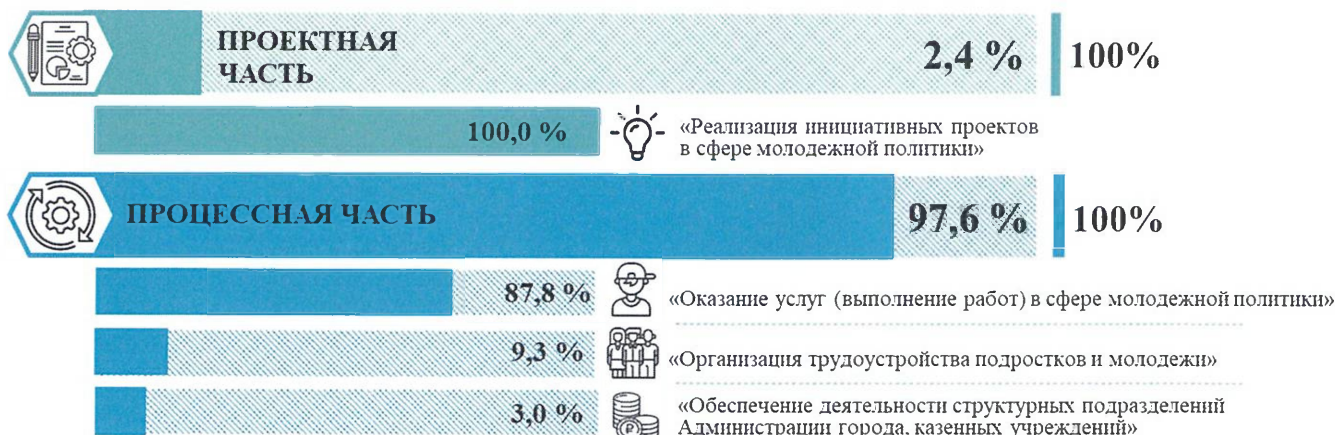 ПРОЕКТНАЯ
ЧАСТЬ
2,4 %
100%
100,0 %
«Реализация инициативных проектов
в сфере молодежной политики»
ПРОЦЕССНАЯ ЧАСТЬ
97,6 %
100%
87,8 %
«Оказание услуг (выполнение работ) в сфере молодежной политики»
9,3 %
«Организация трудоустройства подростков и молодежи»
3,0 %
«Обеспечение деятельности структурных подразделений
Администрации города, казенных учреждений»